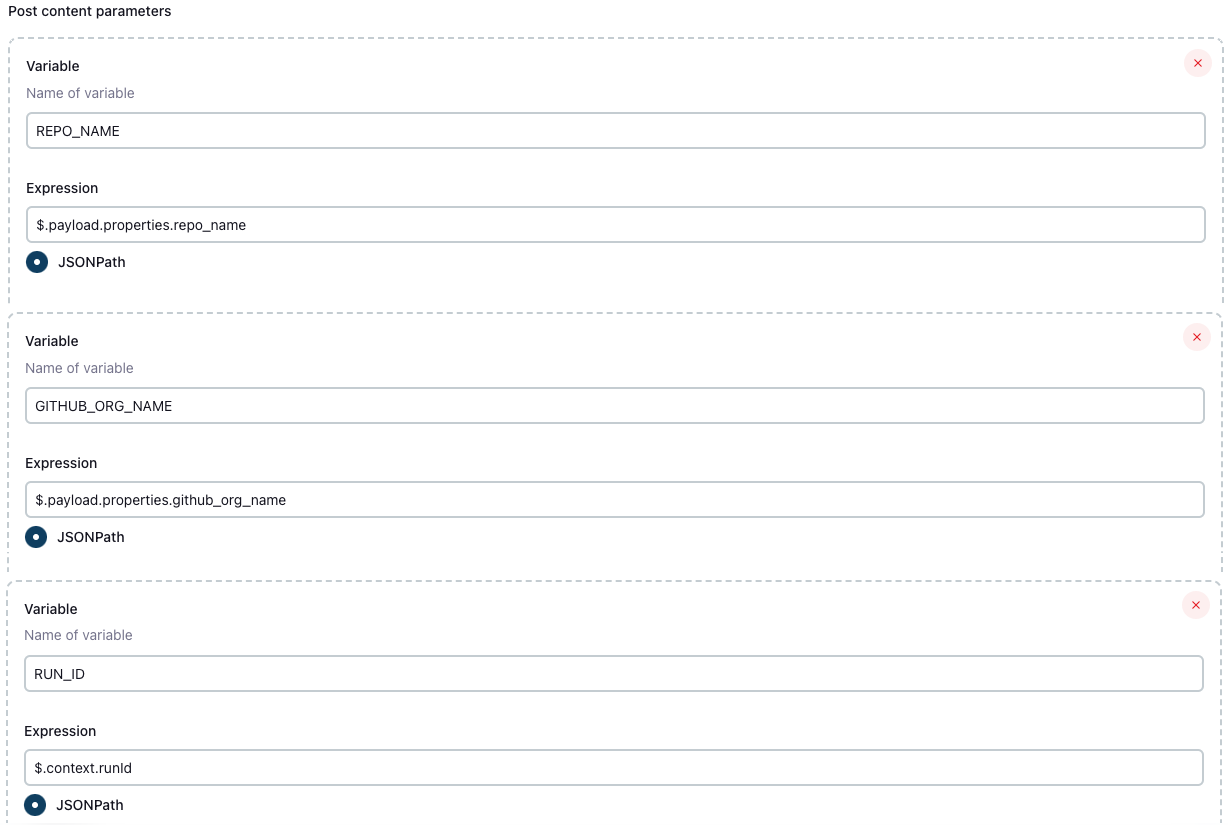 Post content parameters
Variable
Name of variable
REPO_NAME
Expression
$.payload.properties.repo_name
JSONPath
Variable
Name of variable
GITHUB_ORG_NAME
Expression
$.payload.properties.github_org_name
JSONPath
Variable
Name of variable
RUN_ID
Expression
$.context.runId
JSONPath